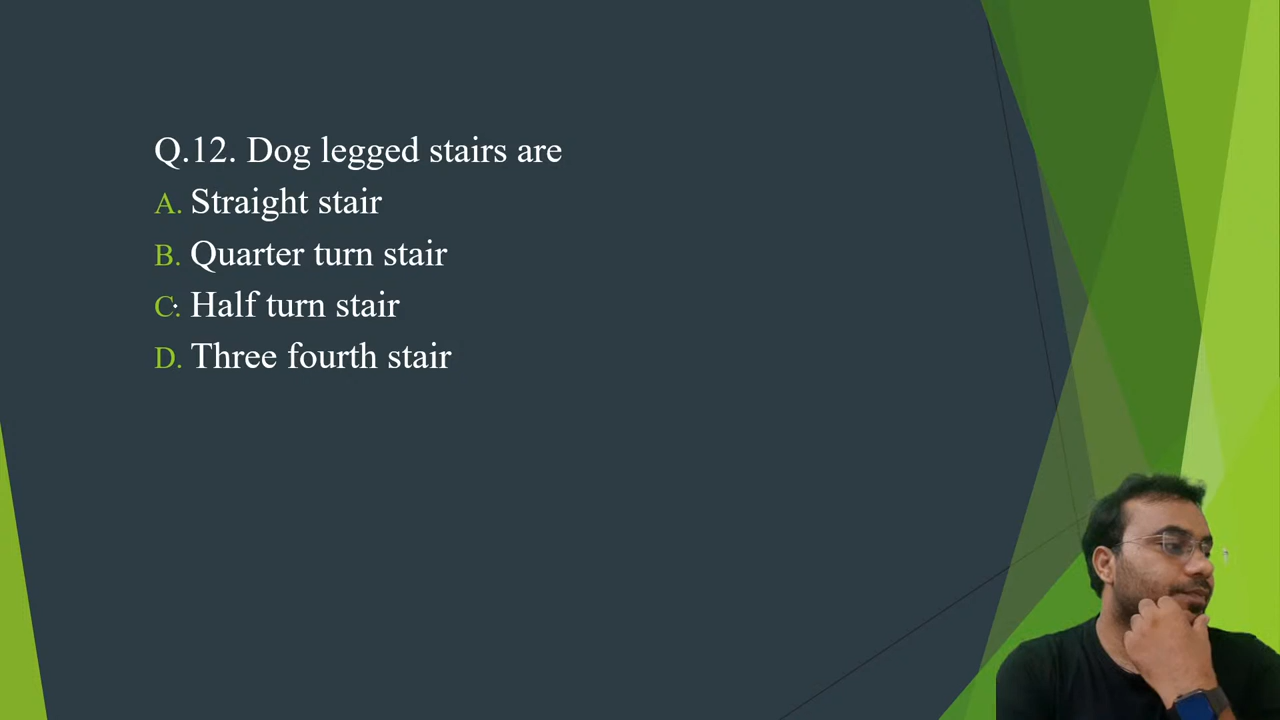 Q.12. Dog legged stairs are
A. Straight stair
B. Quarter turn stair
C. Half turn stair
D. Three fourth stair